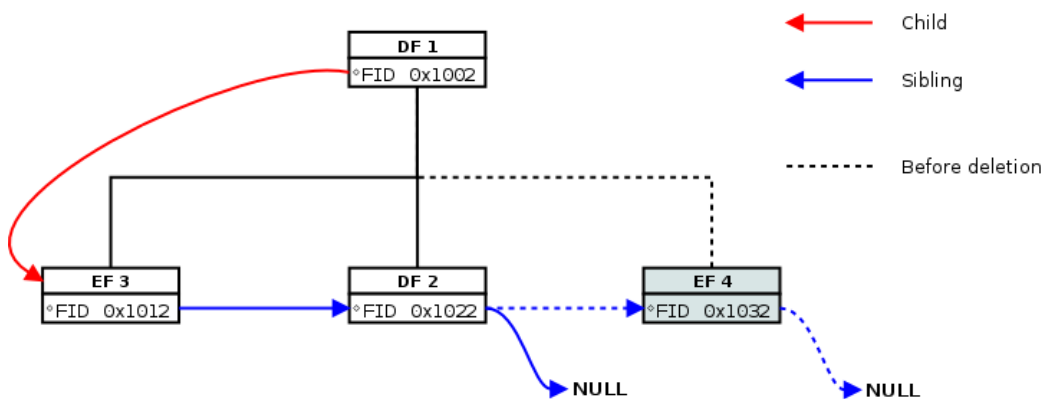 DF 1
FID 0x1002
Child
Sibling
Before deletion
EF 3
FID 0x1012
DF 2
FID 0x1022
EF 4
FID 0x1032
NULL
NULL